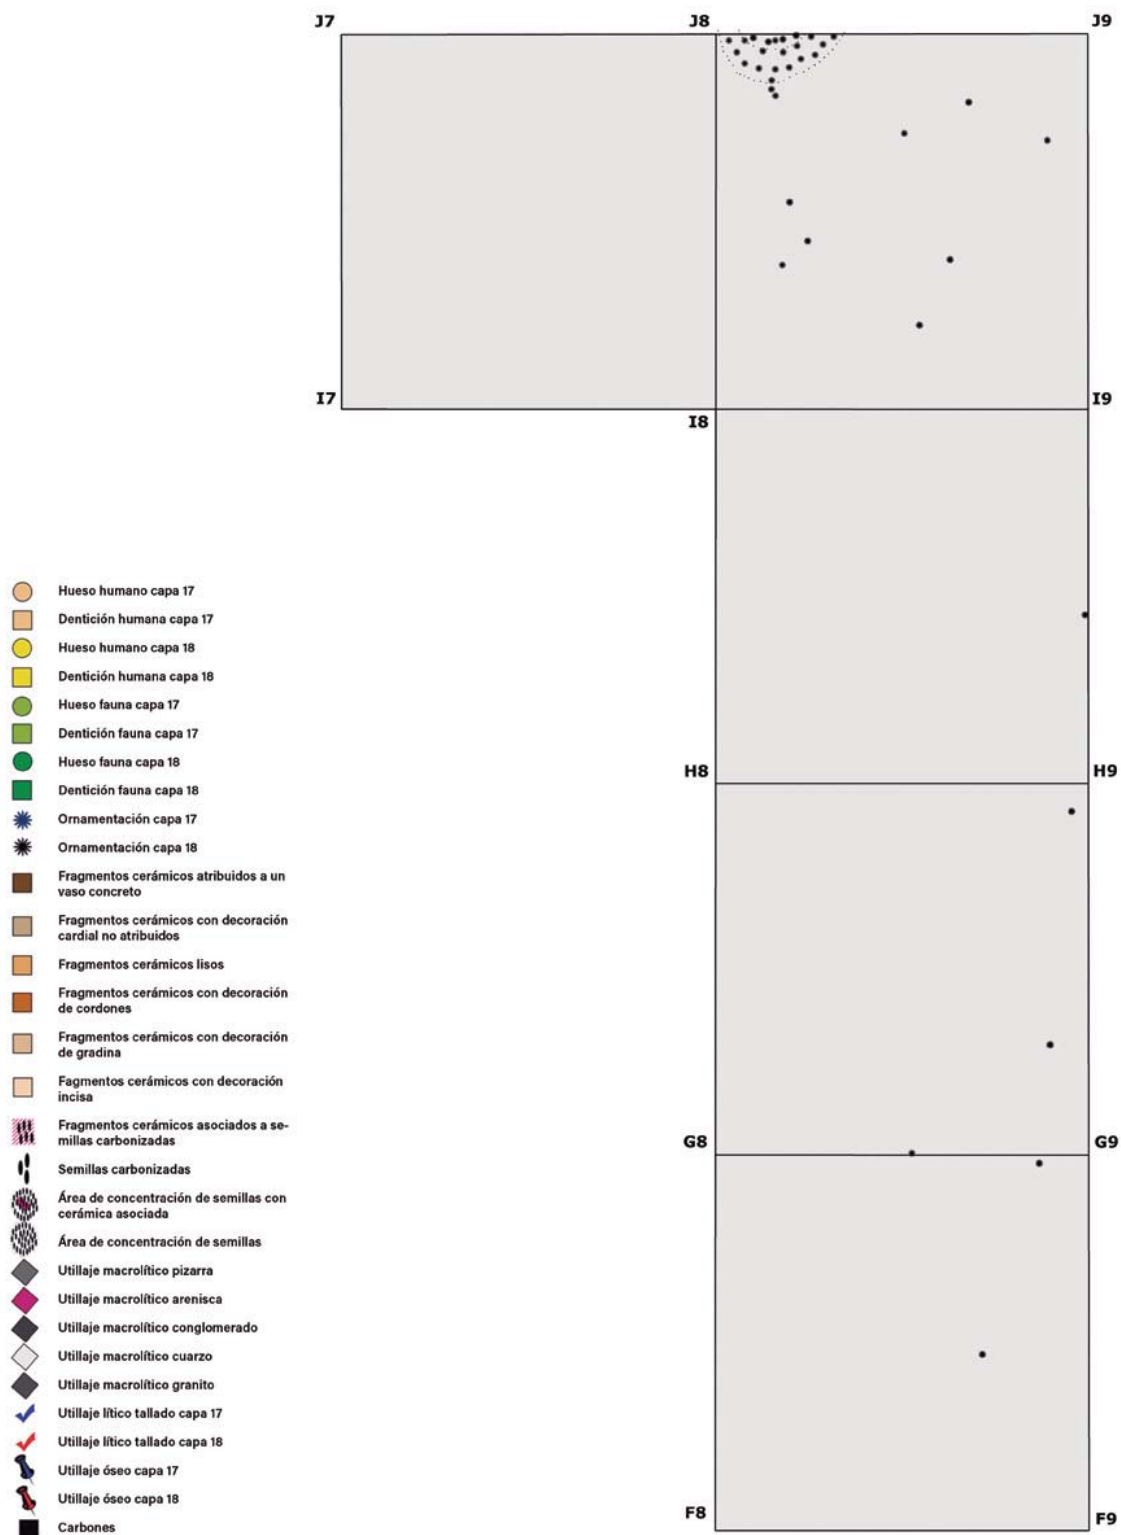 J7
J8
J9
I7
I8
I9
H8
H9
G8
G9
F8
F9
Hueso humano capa 17
Dentición humana capa 17
Hueso humano capa 18
Dentición humana capa 18
Hueso fauna capa 17
Dentición fauna capa 17
Hueso fauna capa 18
Dentición fauna capa 18
Ornamentación capa 17
Ornamentación capa 18
Fragmentos cerámicos atribuidos a un
vaso concreto
Fragmentos cerámicos con decoración
cardial no atribuidos
Fragmentos cerámicos lisos
Fragmentos cerámicos con decoración
de cordones
Fragmentos cerámicos con decoración
de gradina
Fagmentos cerámicos con decoración
incisa
Fragmentos cerámicos asociados a se-
millas carbonizadas
Semillas carbonizadas
Área de concentración de semillas con
cerámica asociada
Área de concentración de semillas
Utillaje macrolítico pizarra
Utillaje macrolítico arenisca
Utillaje macrolítico conglomerado
Utillaje macrolítico cuarzo
Utillaje macrolítico granito
Utillaje lítico tallado capa 17
Utillaje lítico tallado capa 18
Utillaje óseo capa 17
Utillaje óseo capa 18
Carbones